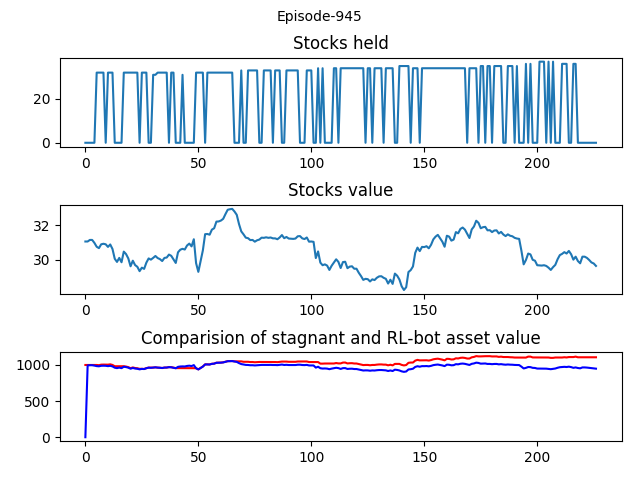 Episode-945
Stocks held
20
0
0 50 100 150 200
Stocks value
32
30
0 50 100 150 200
Comparision of stagnant and RL-bot asset value
1000
500
0
0 50 100 150 200